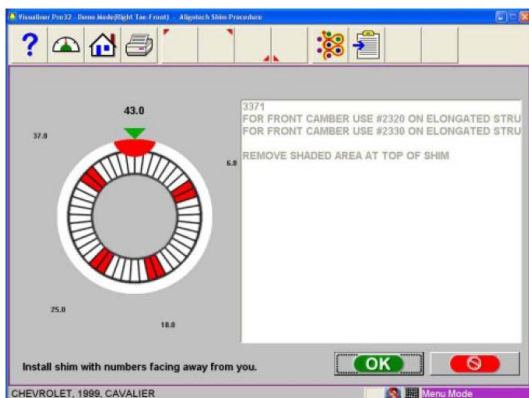 Visualiner Pro32 - Demo Mode(Right Toe Front) - Aligntech Shim Procedure
43.0
37.0
6.0
25.0
18.0
3371
FOR FRONT CAMBER USE #2320 ON ELONGATED STRU
FOR FRONT CAMBER USE #2330 ON ELONGATED STRU
REMOVE SHADED AREA AT TOP OF SHIM
Install shim with numbers facing away from you.
OK
CHEVROLET, 1999, CAVALIER
Menu Mode